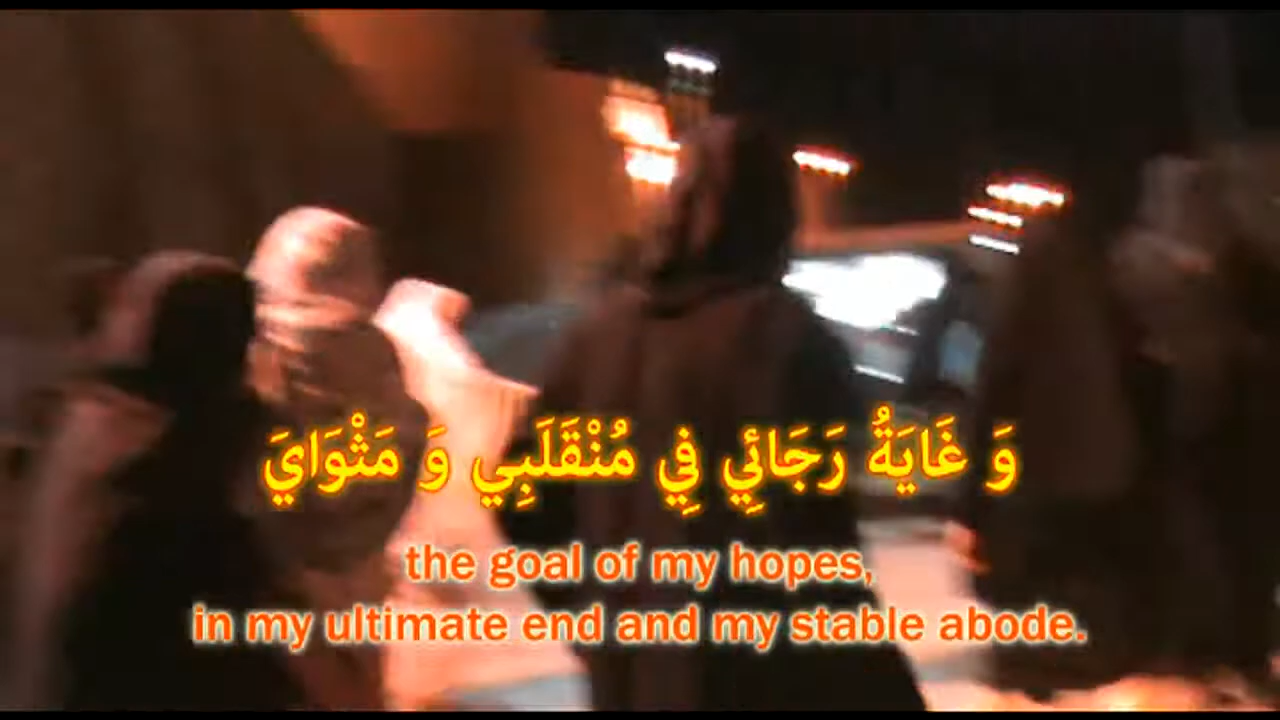 وَ غَايَةُ رَجَائِي فِي مُنْقَلَبِي وَ مَثْوَايَ
the goal of my hopes,
in my ultimate end and my stable abode.